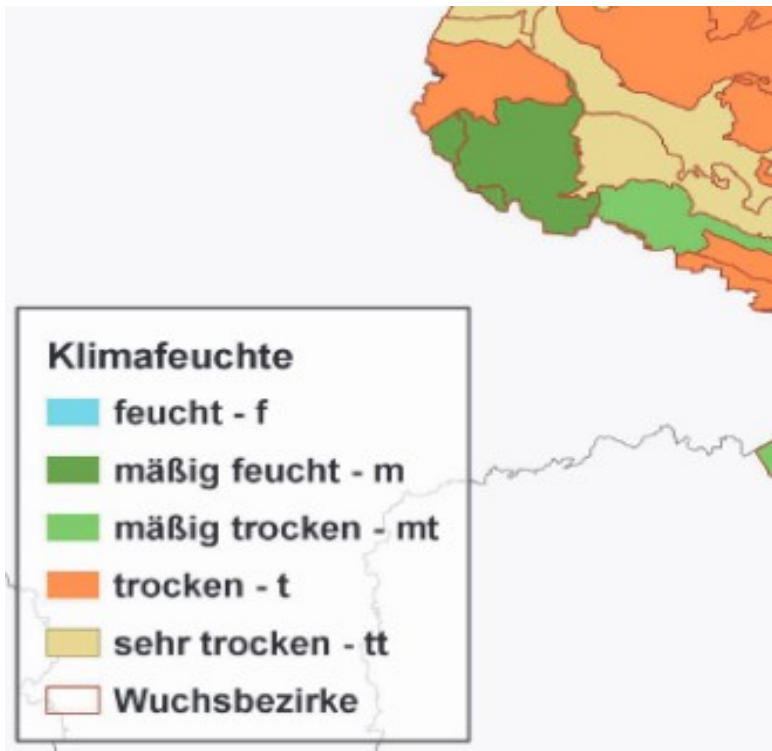 Klimafeuchte
feucht - f
mäßig feucht - m
mäßig trocken - mt
trocken - t
sehr trocken - tt
Wuchsbezirke